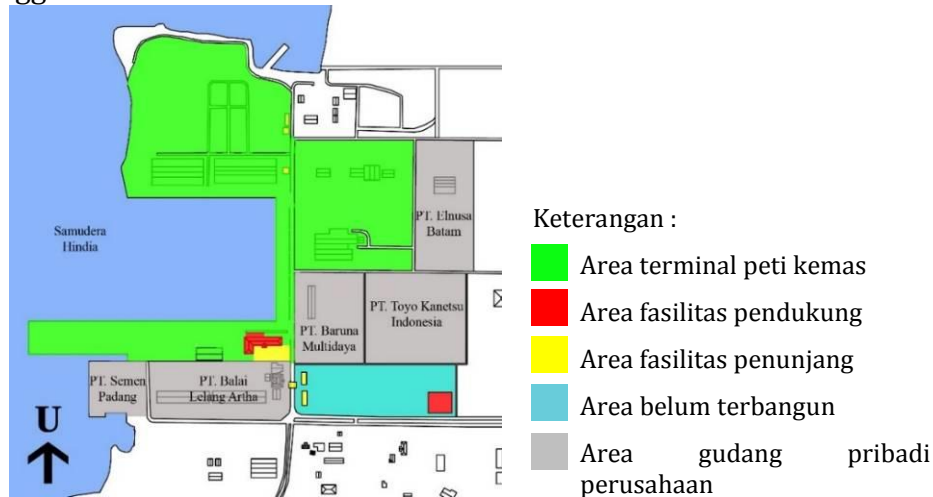 Samudera
Hindia
PT. Elnusa
Batam
PT. Baruna
Multidaya
PT. Toyo Kanetsu
Indonesia
PT. Semen
Padang
PT. Balai
Lelang Artha
U
Keterangan :
Area terminal peti kemas
Area fasilitas pendukung
Area fasilitas penunjang
Area belum terbangun
Area gudang pribadi
perusahaan